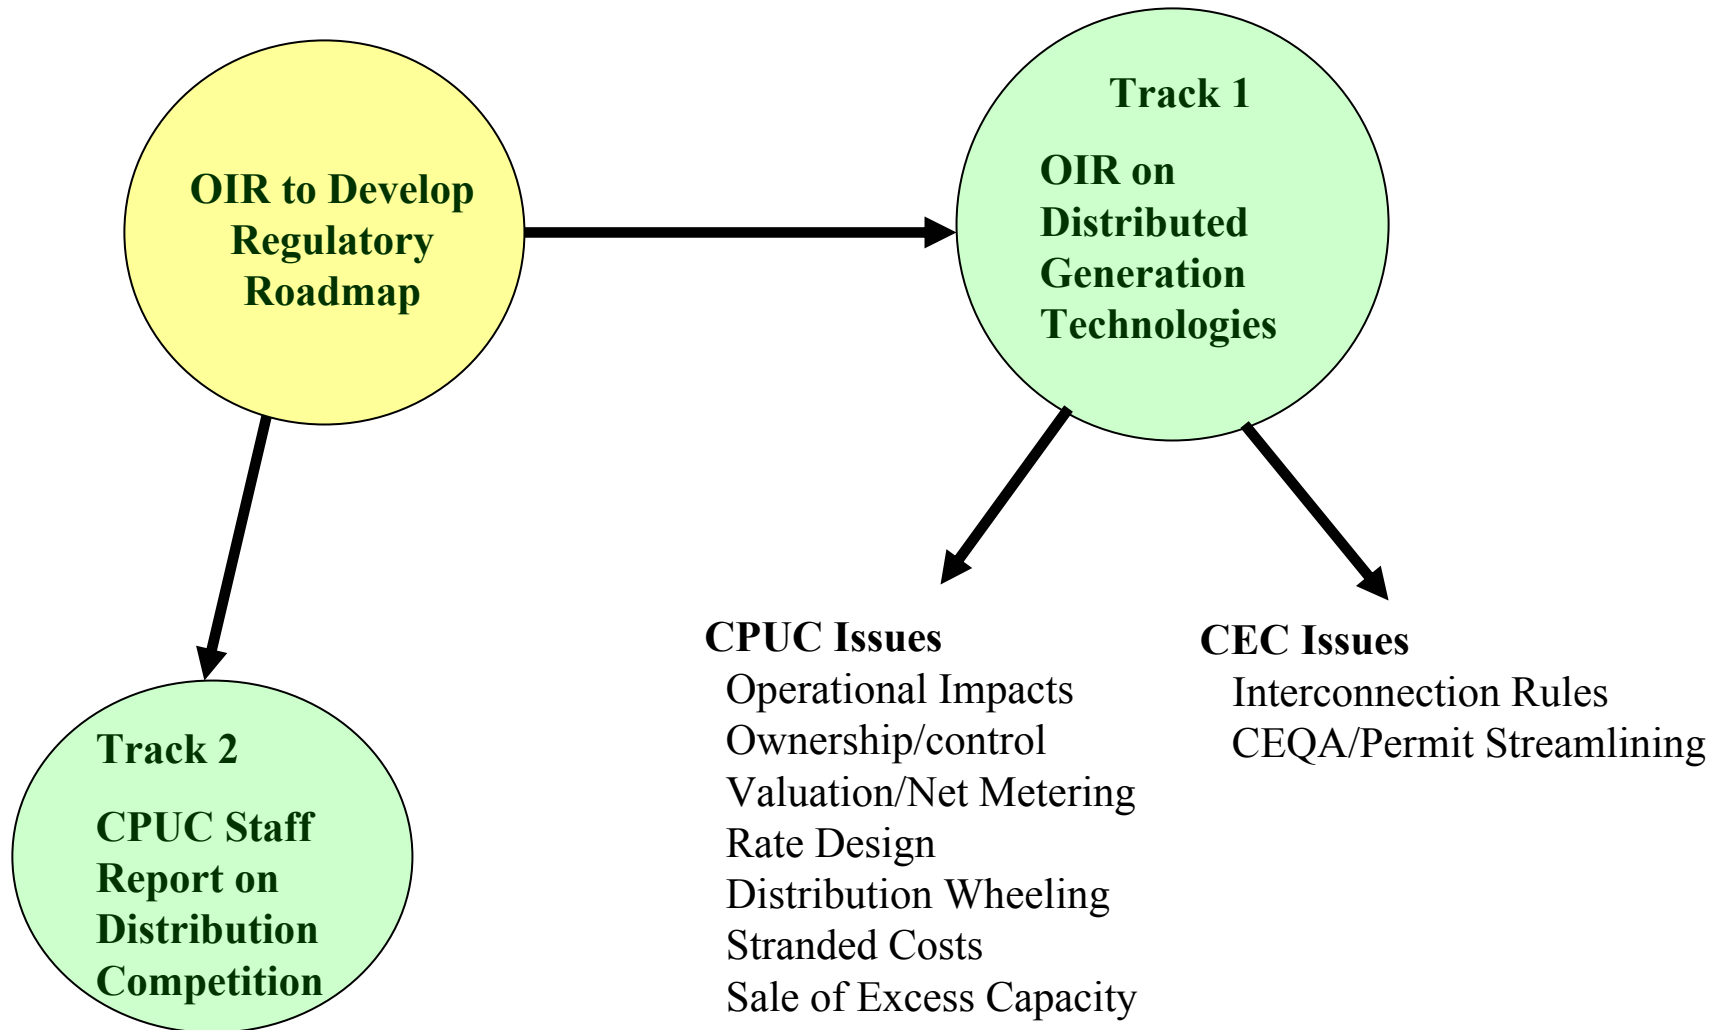 OIR to Develop
Regulatory
Roadmap
Track 1
OIR on
Distributed
Generation
Technologies
Track 2
CPUC Staff
Report on
Distribution
Competition
CPUC Issues
Operational Impacts
Ownership/control
Valuation/Net Metering
Rate Design
Distribution Wheeling
Stranded Costs
Sale of Excess Capacity
CEC Issues
Interconnection Rules
CEQA/Permit Streamlining